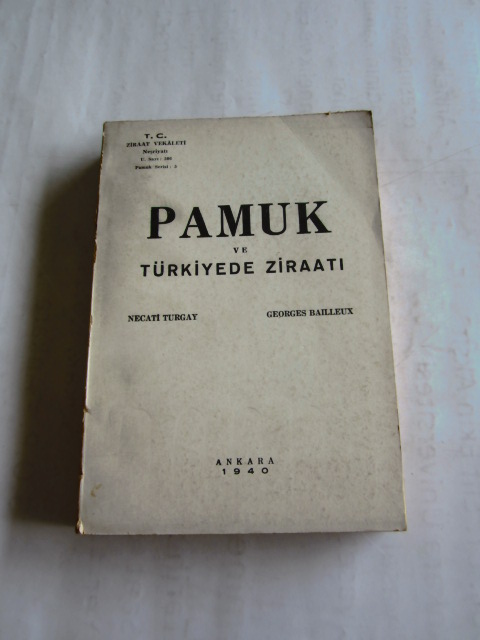 T. C.
ZİRAAT VEKÂLETİ
Neşriyatı
Pamuk Serisi :
PAMUK
VE
TÜRKİYEDE ZİRAATI
NECATİ TURGAY
GEORGES BAILLEUX
ANKARA
1940